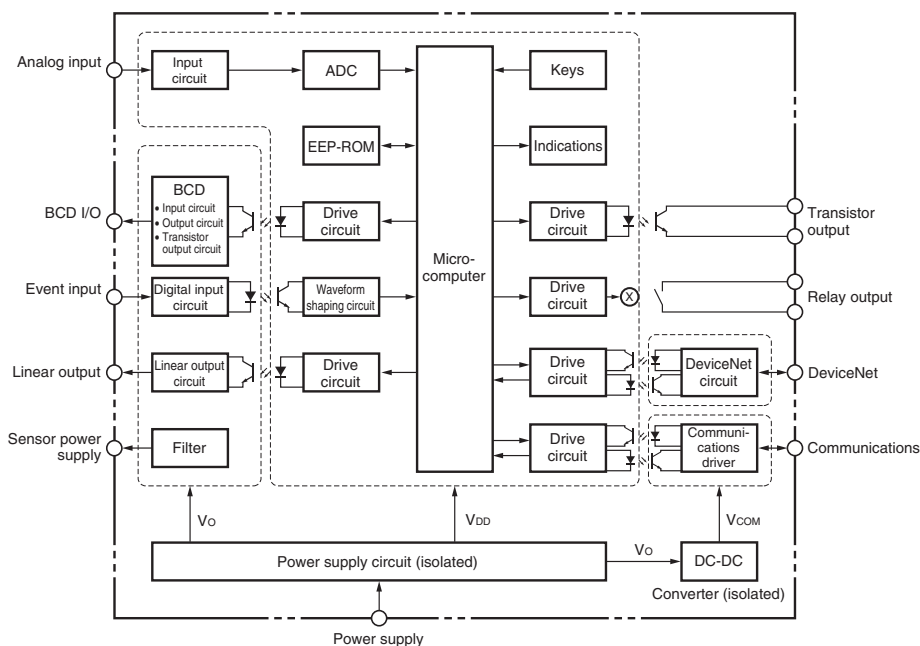 Analog input
Input
circuit
ADC
Keys
EEP-ROM
Indications
BCD I/O
BCD
• Input circuit
• Output circuit
• Transistor
output circuit
Drive
circuit
Micro-
computer
Drive
circuit
Transistor
output
Event input
Digital input
circuit
Waveform
shaping circuit
Drive
circuit
X
Relay output
Linear output
Linear output
circuit
Drive
circuit
Drive
circuit
DeviceNet
circuit
DeviceNet
Sensor power
supply
Filter
Drive
circuit
Communi-
cations
driver
Communications
VO
VDD
VCOM
Power supply circuit (isolated)
VO
DC-DC
Converter (isolated)
Power supply